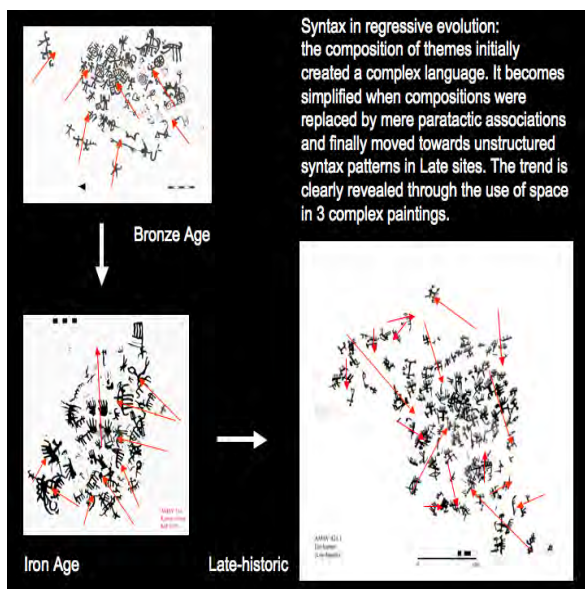 Syntax in regressive evolution:
the composition of themes initially
created a complex language. It becomes
simplified when compositions were
replaced by mere paratactic associations
and finally moved towards unstructured
syntax patterns in Late sites. The trend is
clearly revealed through the use of space
in 3 complex paintings.
Bronze Age
Iron Age
Late-historic